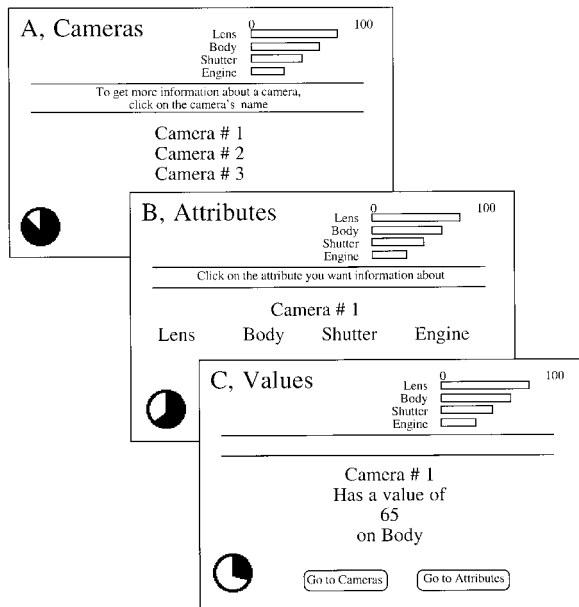 A, Cameras
0 100
Lens
Body
Shutter
Engine
To get more information about a camera,
click on the camera's name
Camera # 1
Camera # 2
Camera # 3
B, Attributes
0 100
Lens
Body
Shutter
Engine
Click on the attribute you want information about
Camera # 1
Lens Body Shutter Engine
C, Values
0 100
Lens
Body
Shutter
Engine
Camera # 1
Has a value of
65
on Body
Go to Cameras Go to Attributes